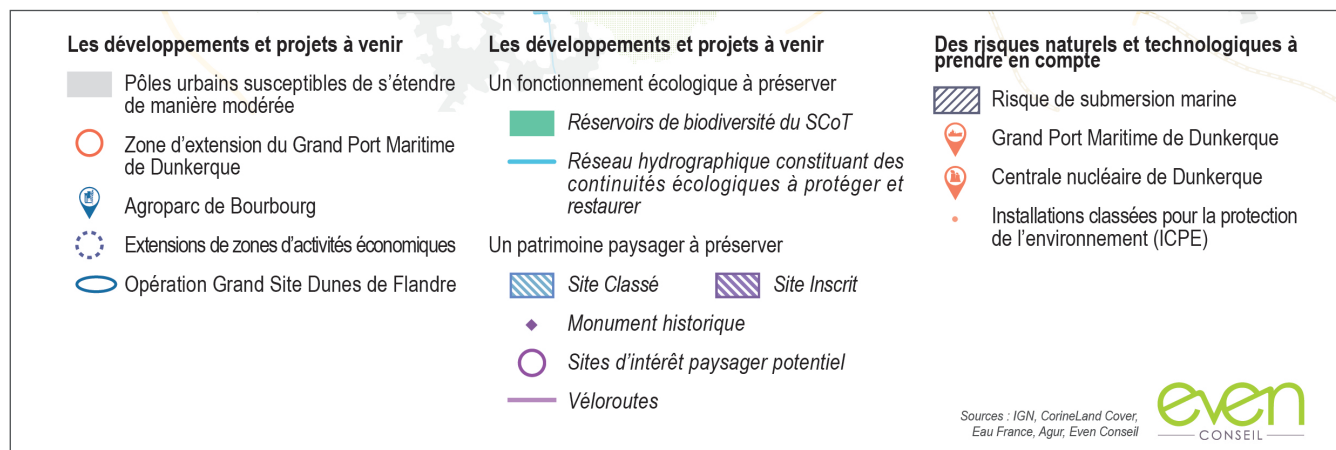 Les développements et projets à venir
Pôles urbains susceptibles de s’étendre
de manière modérée
Zone d’extension du Grand Port Maritime
de Dunkerque
Agroparc de Bourbourg
Extensions de zones d’activités économiques
Opération Grand Site Dunes de Flandre
Les développements et projets à venir
Un fonctionnement écologique à préserver
Réservoirs de biodiversité du SCoT
Réseau hydrographique constituant des
continuités écologiques à protéger et
restaurer
Un patrimoine paysager à préserver
Site Classé
Site Inscrit
Monument historique
Sites d’intérêt paysager potentiel
Véloroutes
Des risques naturels et technologiques à
prendre en compte
Risque de submersion marine
Grand Port Maritime de Dunkerque
Centrale nucléaire de Dunkerque
Installations classées pour la protection
de l’environnement (ICPE)
Sources : IGN, CorineLand Cover,
Eau France, Agur, Even Conseil
even
CONSEIL